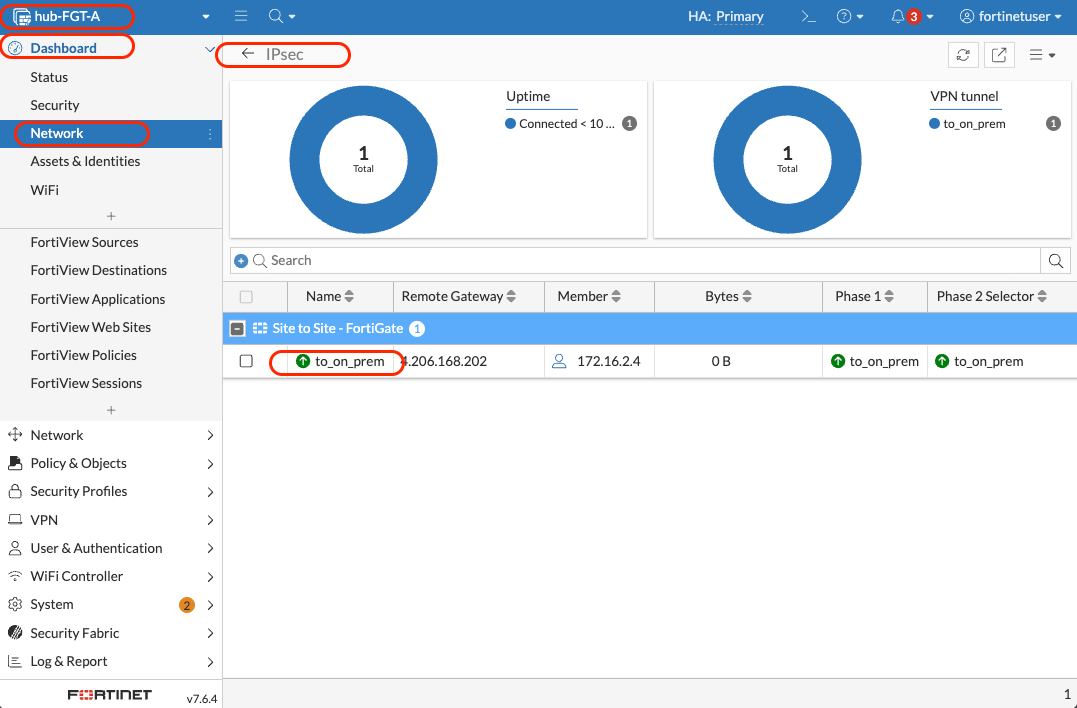 hub-FGT-A
HA: Primary
>_
?
3
fortinetuser
Dashboard
Status
Security
Network
Assets & Identities
WiFi
+
FortiView Sources
FortiView Destinations
FortiView Applications
FortiView Web Sites
FortiView Policies
FortiView Sessions
+
Network
Policy & Objects
Security Profiles
VPN
User & Authentication
WiFi Controller
System 2
Security Fabric
Log & Report
FORTINET v7.6.4
IPsec
1
Total
Uptime
Connected < 10 ... 1
1
Total
VPN tunnel
to_on_prem 1
Search
Name Remote Gateway Member Bytes Phase 1 Phase 2 Selector
Site to Site - FortiGate 1
to_on_prem 4.206.168.202 172.16.2.4 0 B to_on_prem to_on_prem
1